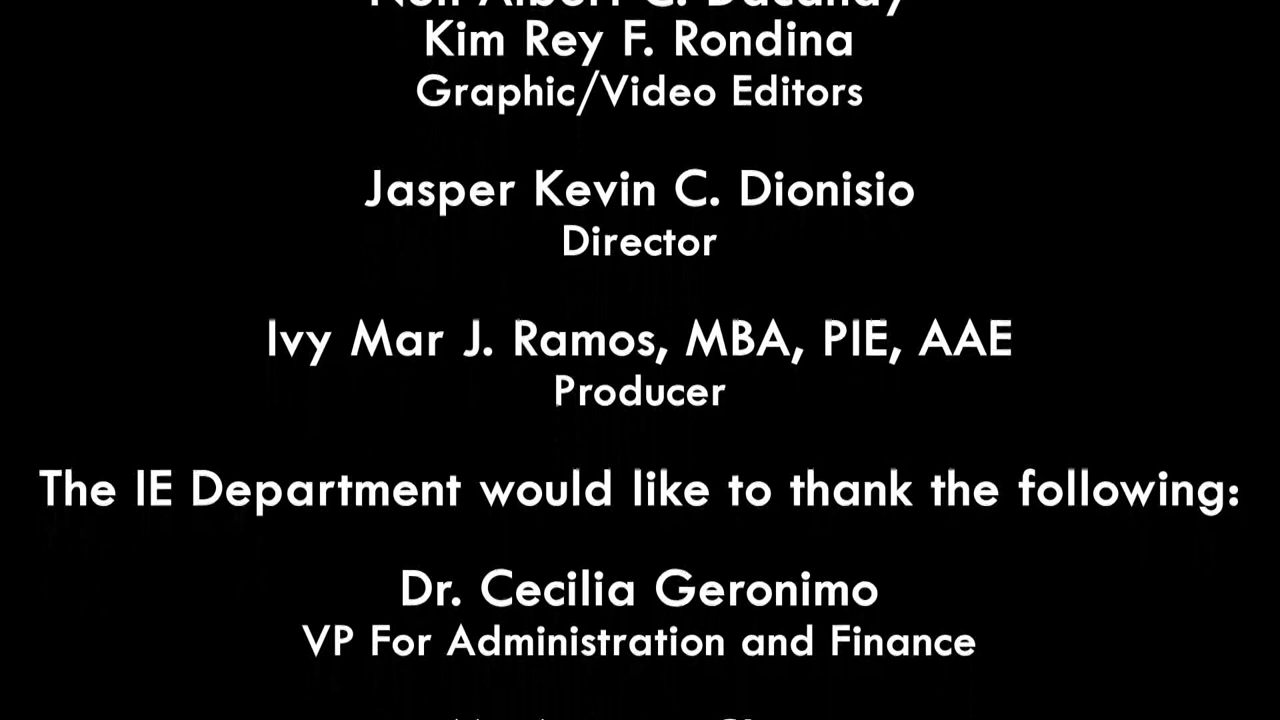 Kim Rey F. Rondina
Graphic/Video Editors
Jasper Kevin C. Dionisio
Director
Ivy Mar J. Ramos, MBA, PIE, AAE
Producer
The IE Department would like to thank the following:
Dr. Cecilia Geronimo
VP For Administration and Finance